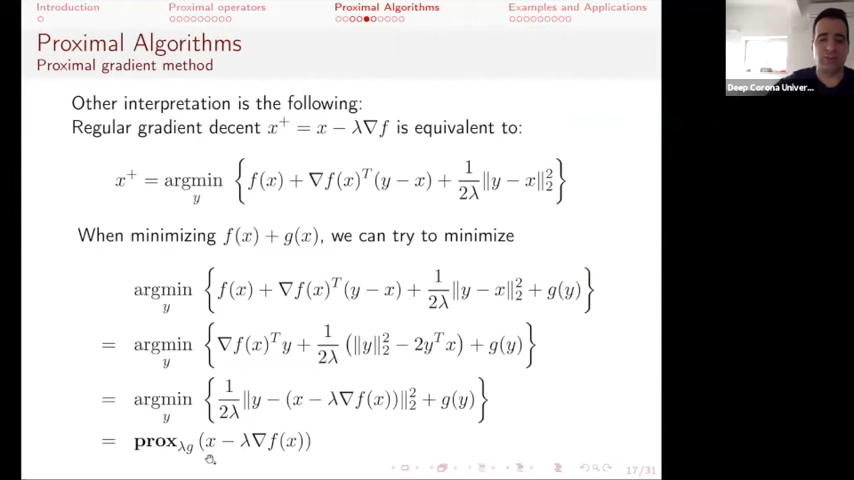 Introduction Proximal operators Proximal Algorithms Examples and Applications
Proximal Algorithms
Proximal gradient method
Deep Corona Univer...
Other interpretation is the following:
Regular gradient decent x⁺ = x − λ∇f is equivalent to:
x⁺ = argmin_y { f(x) + ∇f(x)ᵀ(y − x) + 1/2λ ‖y − x‖₂² }
When minimizing f(x) + g(x), we can try to minimize
argmin_y { f(x) + ∇f(x)ᵀ(y − x) + 1/2λ ‖y − x‖₂² + g(y) }
= argmin_y { ∇f(x)ᵀy + 1/2λ (‖y‖₂² − 2yᵀx) + g(y) }
= argmin_y { 1/2λ ‖y − (x − λ∇f(x))‖₂² + g(y) }
= prox_λg (x − λ∇f(x))
17/31